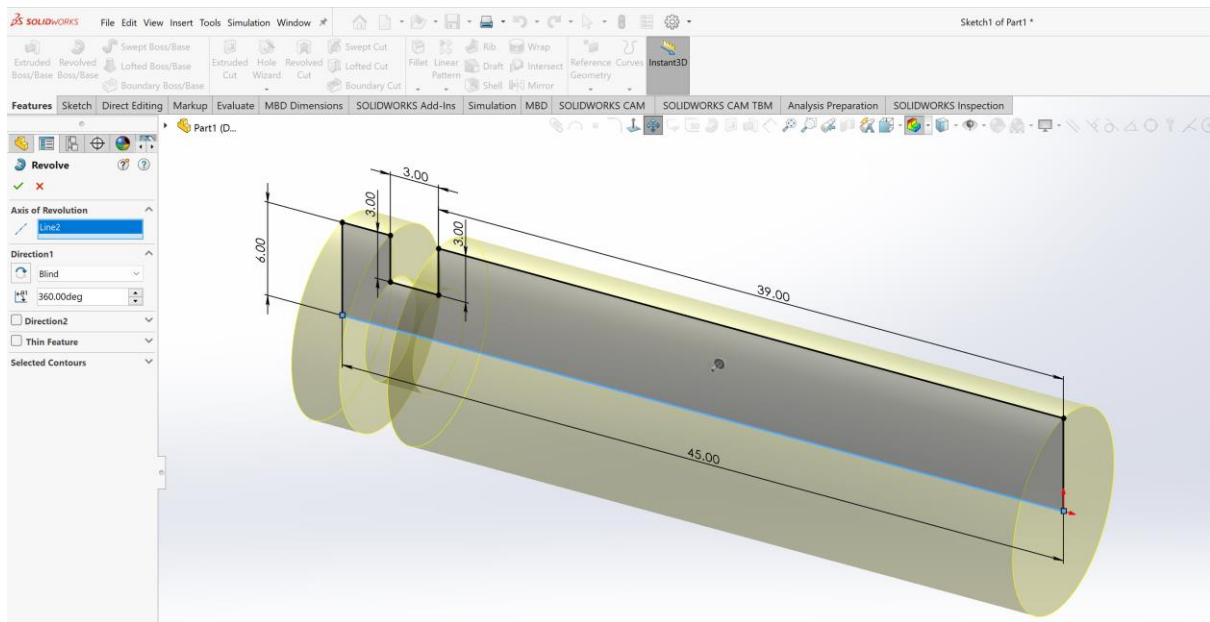 SOLIDWORKS File Edit View Insert Tools Simulation Window Sketch1 of Part1 *
Extruded Boss/Base Revolved Boss/Base Swept Boss/Base Lofted Boss/Base Boundary Boss/Base Extruded Cut Hole Wizard Revolved Cut Swept Cut Lofted Cut Boundary Cut Fillet Linear Pattern Rib Draft Shell Wrap Intersect Mirror Reference Geometry Curves Instant3D
Features Sketch Direct Editing Markup Evaluate MBD Dimensions SOLIDWORKS Add-Ins Simulation MBD SOLIDWORKS CAM SOLIDWORKS CAM TBM Analysis Preparation SOLIDWORKS Inspection
Part1 (D...
Revolve
Axis of Revolution
Line2
Direction1
Blind
360.00deg
Direction2
Thin Feature
Selected Contours
3.00
3.00
6.00
3.00
39.00
45.00